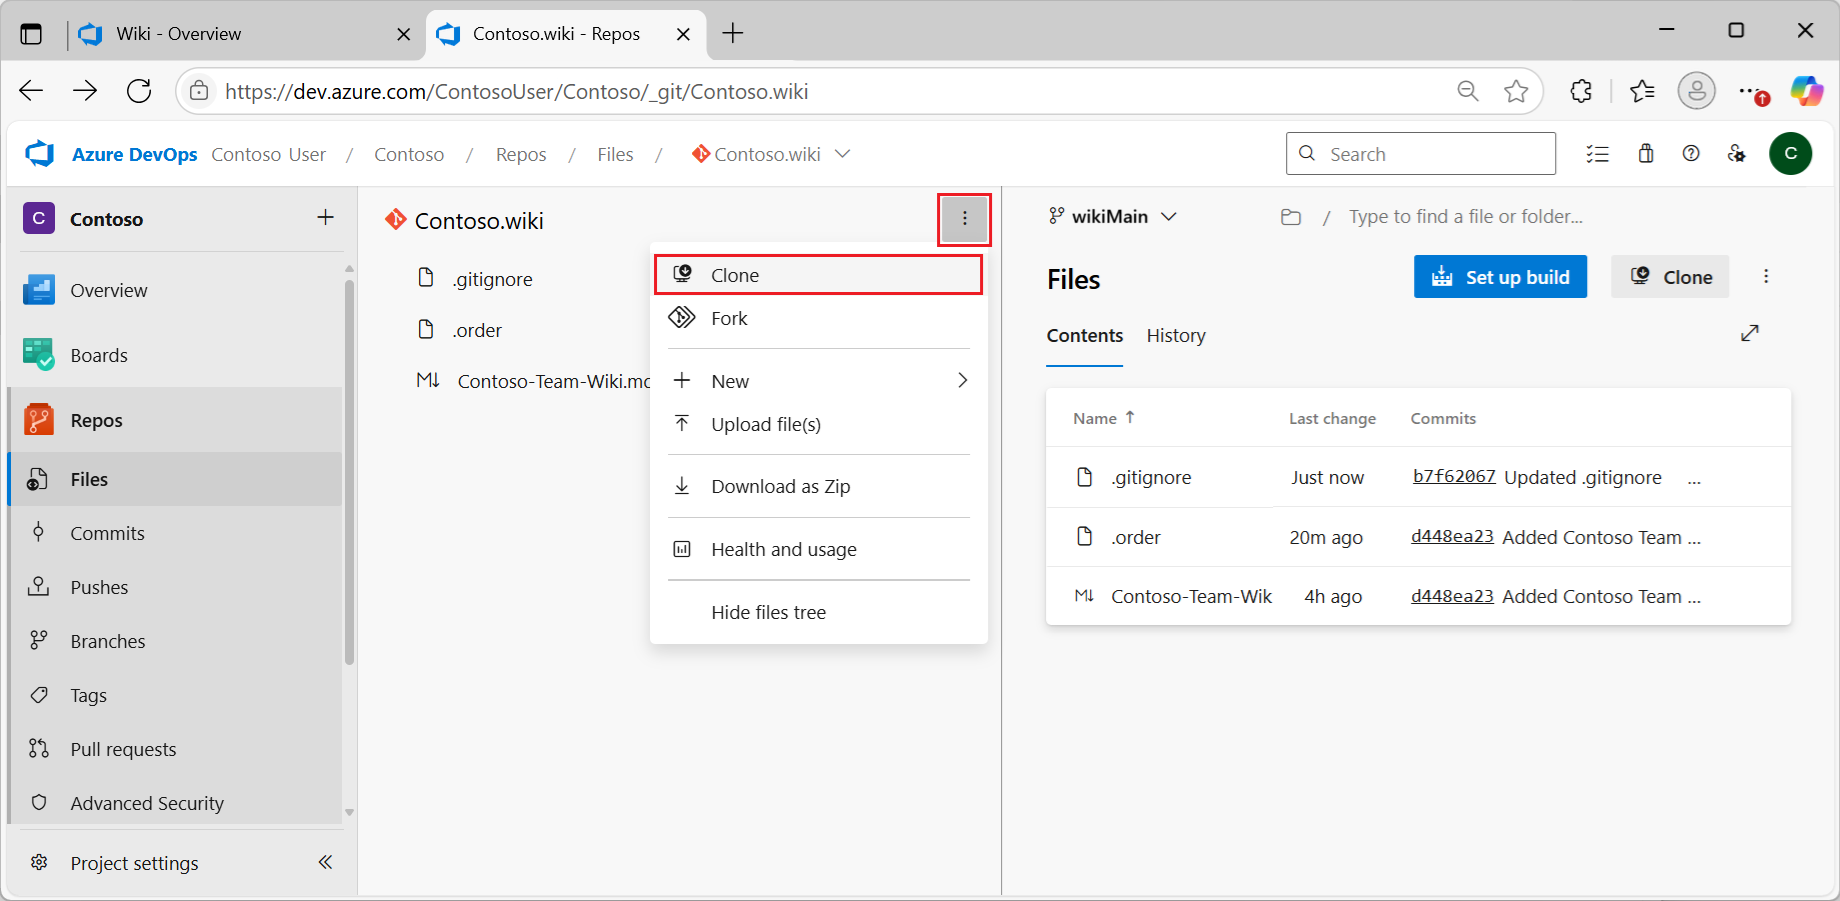 Wiki - Overview
Contoso.wiki - Repos
https://dev.azure.com/ContosoUser/Contoso/_git/Contoso.wiki
Azure DevOps Contoso User / Contoso / Repos / Files / Contoso.wiki
Search
C
C Contoso
Overview
Boards
Repos
Files
Commits
Pushes
Branches
Tags
Pull requests
Advanced Security
Project settings
Contoso.wiki
.gitignore
.order
Contoso-Team-Wiki.md
Clone
Fork
New
Upload file(s)
Download as Zip
Health and usage
Hide files tree
wikiMain
/ Type to find a file or folder...
Files
Set up build
Clone
Contents History
Name Last change Commits
.gitignore Just now b7f62067 Updated .gitignore ...
.order 20m ago d448ea23 Added Contoso Team ...
Contoso-Team-Wik 4h ago d448ea23 Added Contoso Team ...